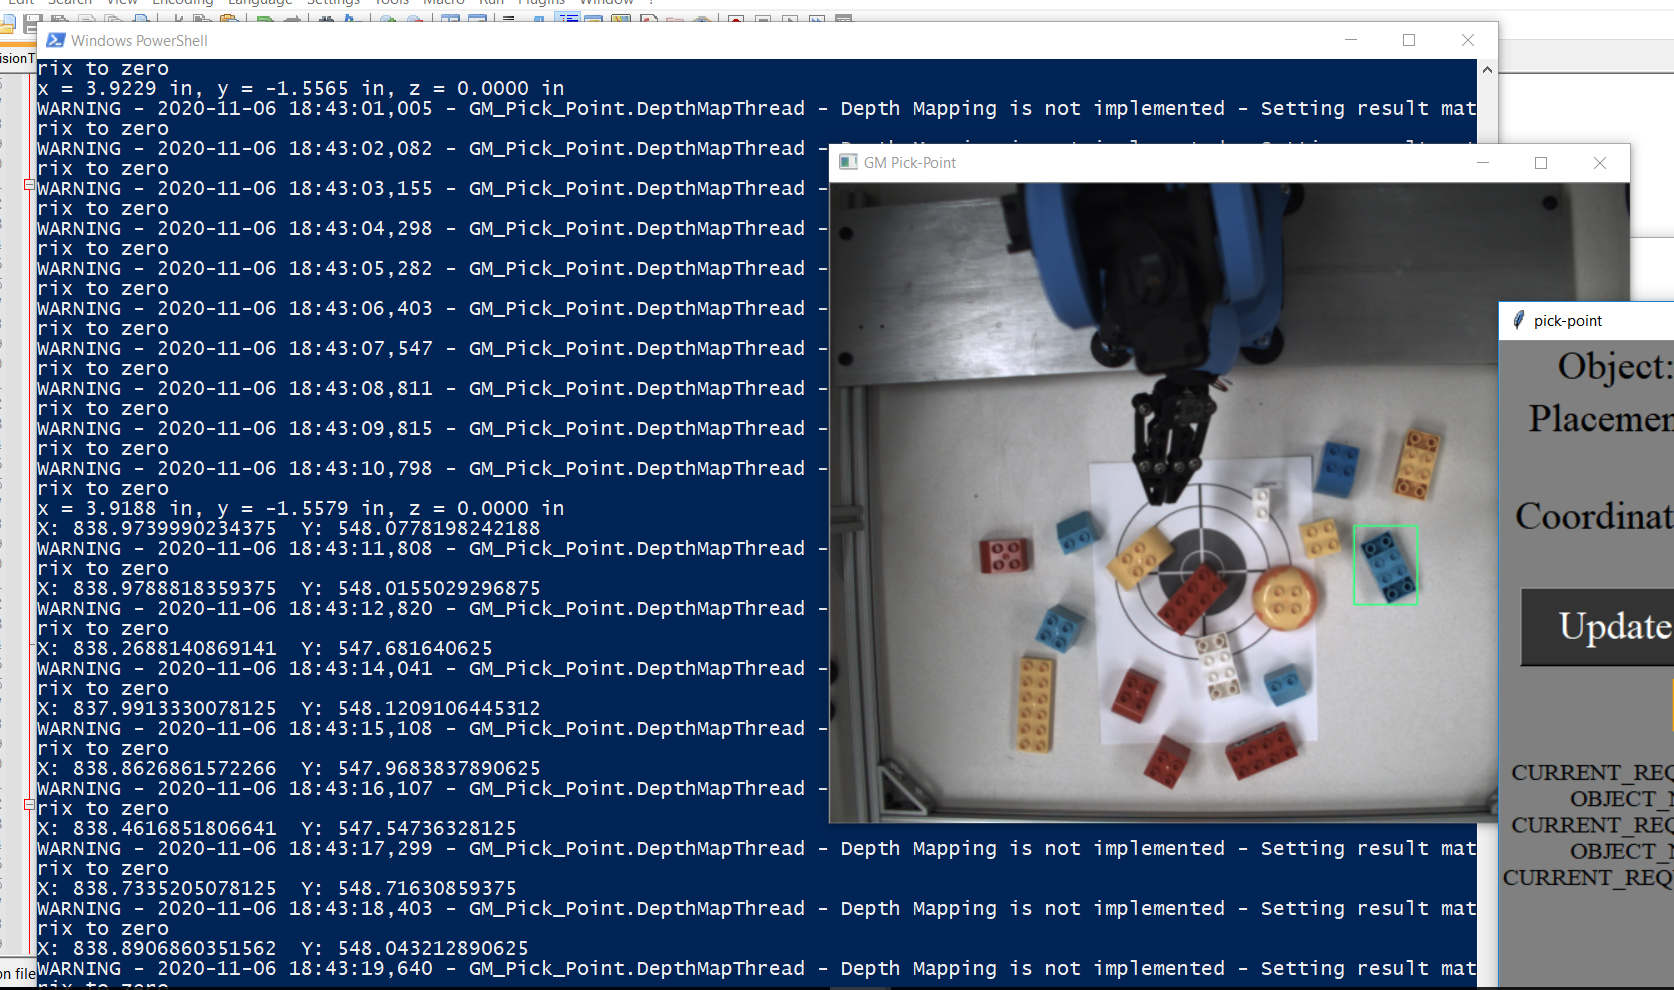 Edit Search View Encoding Language Settings Tools Macro Run Plugins Window ?
Windows PowerShell
rix to zero
x = 3.9229 in, y = -1.5565 in, z = 0.0000 in
WARNING - 2020-11-06 18:43:01,005 - GM_Pick_Point.DepthMapThread - Depth Mapping is not implemented - Setting result mat
rix to zero
WARNING - 2020-11-06 18:43:02,082 - GM_Pick_Point.DepthMapThread - Depth Mapping is not implemented - Setting result mat
rix to zero
WARNING - 2020-11-06 18:43:03,155 - GM_Pick_Point.DepthMapThread -
rix to zero
WARNING - 2020-11-06 18:43:04,298 - GM_Pick_Point.DepthMapThread -
rix to zero
WARNING - 2020-11-06 18:43:05,282 - GM_Pick_Point.DepthMapThread -
rix to zero
WARNING - 2020-11-06 18:43:06,403 - GM_Pick_Point.DepthMapThread -
rix to zero
WARNING - 2020-11-06 18:43:07,547 - GM_Pick_Point.DepthMapThread -
rix to zero
WARNING - 2020-11-06 18:43:08,811 - GM_Pick_Point.DepthMapThread -
rix to zero
WARNING - 2020-11-06 18:43:09,815 - GM_Pick_Point.DepthMapThread -
rix to zero
WARNING - 2020-11-06 18:43:10,798 - GM_Pick_Point.DepthMapThread -
rix to zero
x = 3.9188 in, y = -1.5579 in, z = 0.0000 in
X: 838.9739990234375 Y: 548.0778198242188
WARNING - 2020-11-06 18:43:11,808 - GM_Pick_Point.DepthMapThread -
rix to zero
X: 838.9788818359375 Y: 548.0155029296875
WARNING - 2020-11-06 18:43:12,820 - GM_Pick_Point.DepthMapThread -
rix to zero
X: 838.2688140869141 Y: 547.681640625
WARNING - 2020-11-06 18:43:14,041 - GM_Pick_Point.DepthMapThread -
rix to zero
X: 837.9913330078125 Y: 548.1209106445312
WARNING - 2020-11-06 18:43:15,108 - GM_Pick_Point.DepthMapThread -
rix to zero
X: 838.8626861572266 Y: 547.9683837890625
WARNING - 2020-11-06 18:43:16,107 - GM_Pick_Point.DepthMapThread -
rix to zero
X: 838.4616851806641 Y: 547.54736328125
WARNING - 2020-11-06 18:43:17,299 - GM_Pick_Point.DepthMapThread - Depth Mapping is not implemented - Setting result mat
rix to zero
X: 838.7335205078125 Y: 548.71630859375
WARNING - 2020-11-06 18:43:18,403 - GM_Pick_Point.DepthMapThread - Depth Mapping is not implemented - Setting result mat
rix to zero
X: 838.8906860351562 Y: 548.043212890625
WARNING - 2020-11-06 18:43:19,640 - GM_Pick_Point.DepthMapThread - Depth Mapping is not implemented - Setting result mat
rix to zero
isionT
on file
GM Pick-Point
pick-point
Object:
Placemen
Coordinat
Update
CURRENT_REQ
OBJECT_N
CURRENT_REQ
OBJECT_N
CURRENT_REQU